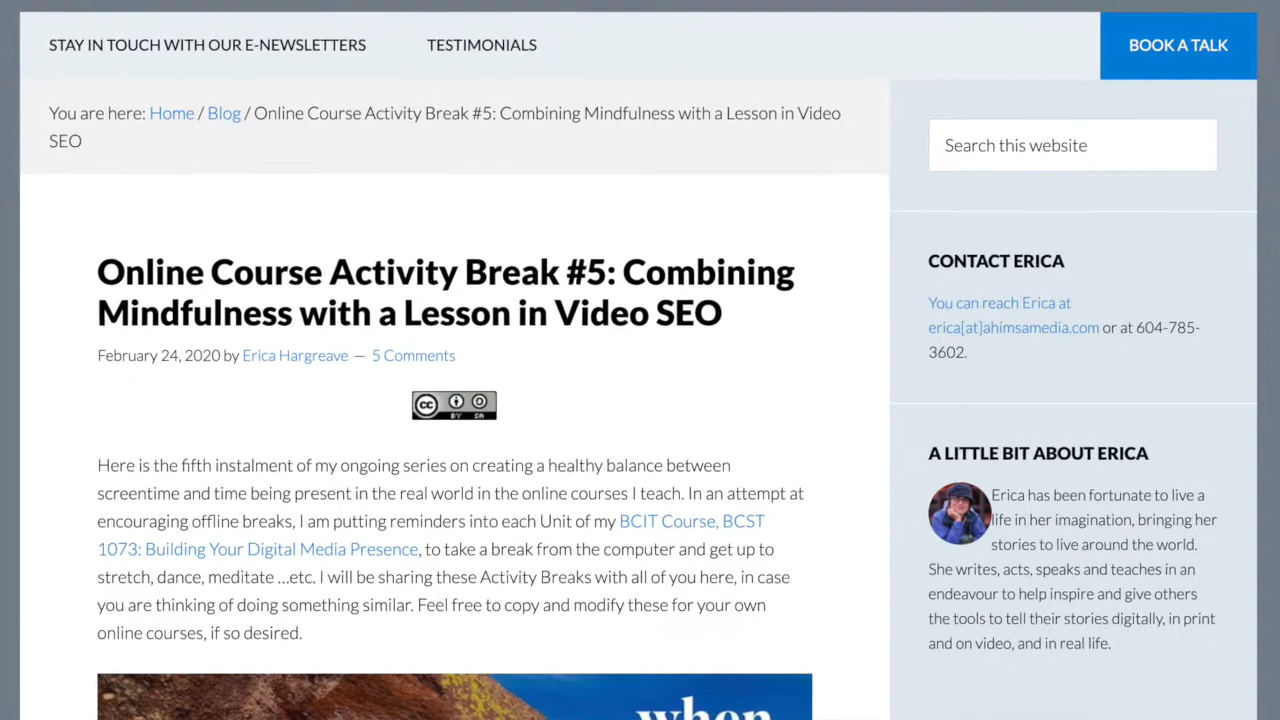 STAY IN TOUCH WITH OUR E-NEWSLETTERS
TESTIMONIALS
BOOK A TALK
You are here: Home / Blog / Online Course Activity Break #5: Combining Mindfulness with a Lesson in Video
SEO
Online Course Activity Break #5: Combining
Mindfulness with a Lesson in Video SEO
February 24, 2020 by Erica Hargreave — 5 Comments
cc BY SA
Here is the fifth instalment of my ongoing series on creating a healthy balance between
screentime and time being present in the real world in the online courses I teach. In an attempt at
encouraging offline breaks, I am putting reminders into each Unit of my BCIT Course, BCST
1073: Building Your Digital Media Presence, to take a break from the computer and get up to
stretch, dance, meditate ...etc. I will be sharing these Activity Breaks with all of you here, in case
you are thinking of doing something similar. Feel free to copy and modify these for your own
online courses, if so desired.
when
Search this website
CONTACT ERICA
You can reach Erica at
erica[at]ahimsamedia.com or at 604-785-
3602.
A LITTLE BIT ABOUT ERICA
Erica has been fortunate to live a
life in her imagination, bringing her
stories to live around the world.
She writes, acts, speaks and teaches in an
endeavour to help inspire and give others
the tools to tell their stories digitally, in print
and on video, and in real life.